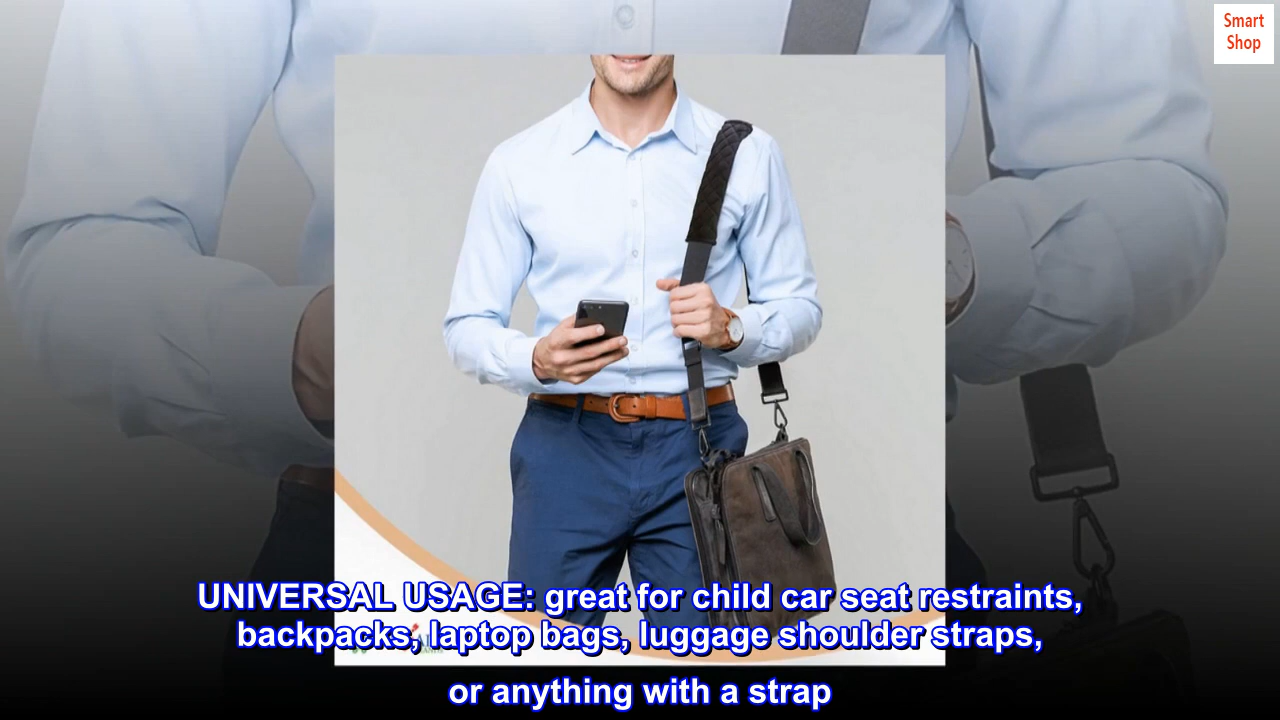 Smart
Shop
UNIVERSAL USAGE: great for child car seat restraints,
backpacks, laptop bags, luggage shoulder straps,
or anything with a strap